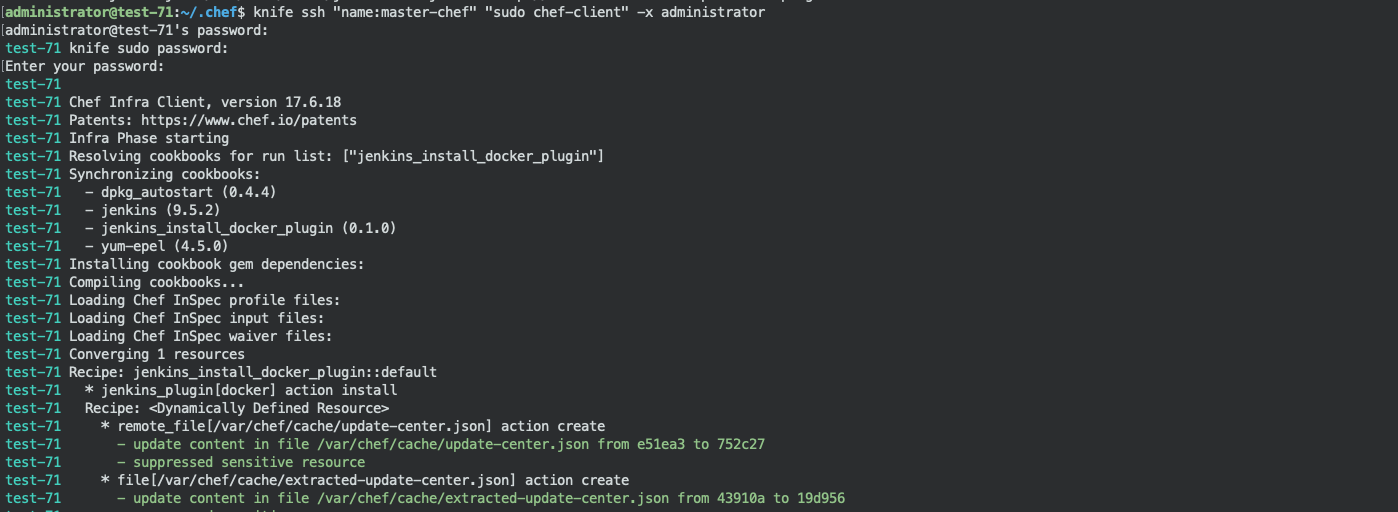 [administrator@test-71:~/.chef$ knife ssh "name:master-chef" "sudo chef-client" -x administrator
[administrator@test-71's password:
test-71 knife sudo password:
[Enter your password:
test-71
test-71 Chef Infra Client, version 17.6.18
test-71 Patents: https://www.chef.io/patents
test-71 Infra Phase starting
test-71 Resolving cookbooks for run list: ["jenkins_install_docker_plugin"]
test-71 Synchronizing cookbooks:
test-71   - dpkg_autostart (0.4.4)
test-71   - jenkins (9.5.2)
test-71   - jenkins_install_docker_plugin (0.1.0)
test-71   - yum-epel (4.5.0)
test-71 Installing cookbook gem dependencies:
test-71 Compiling cookbooks...
test-71 Loading Chef InSpec profile files:
test-71 Loading Chef InSpec input files:
test-71 Loading Chef InSpec waiver files:
test-71 Converging 1 resources
test-71 Recipe: jenkins_install_docker_plugin::default
test-71   * jenkins_plugin[docker] action install
test-71   Recipe: <Dynamically Defined Resource>
test-71     * remote_file[/var/chef/cache/update-center.json] action create
test-71       - update content in file /var/chef/cache/update-center.json from e51ea3 to 752c27
test-71       - suppressed sensitive resource
test-71     * file[/var/chef/cache/extracted-update-center.json] action create
test-71       - update content in file /var/chef/cache/extracted-update-center.json from 43910a to 19d956